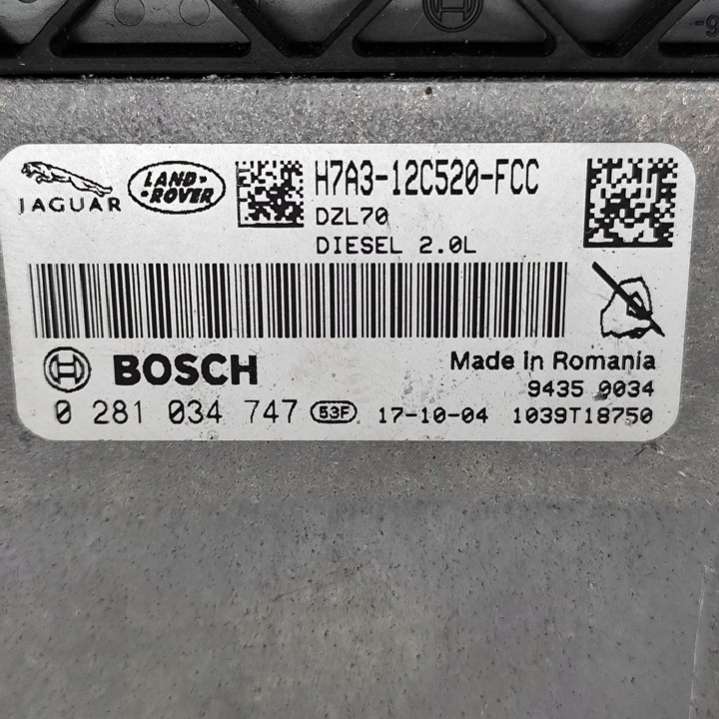 JAGUAR
LAND-
ROVER
H7A3-12C520-FCC
DZL70
DIESEL 2.0L
BOSCH
Made in Romania
9435 9034
0 281 034 747 53F 17-10-04 1039T18750